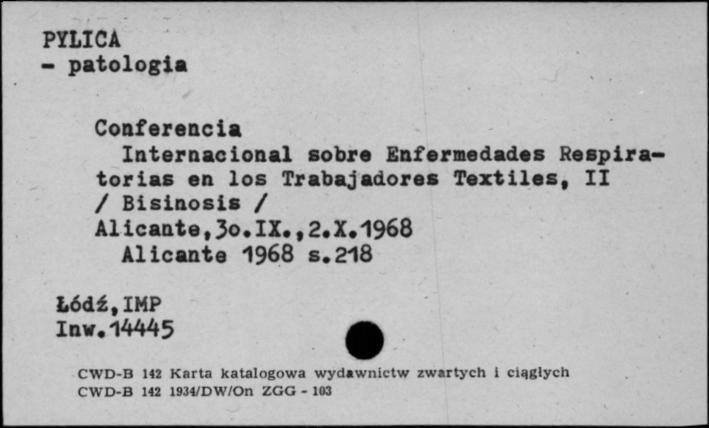 PYLICA
- patologia
Conferencia
Internacional sobre Enfermedades Respira-
torias en los Trabajadores Textiles, II
/ Bisinosis /
Alicante,3o.IX.,2.X.1968
Alicante 1968 s.218
Łódź,IMP
Inw.14445
CWD-B 142 Karta katalogowa wydawnictw zwartych i ciągłych
CWD-B 142 1934/DW/On ZGG - 103